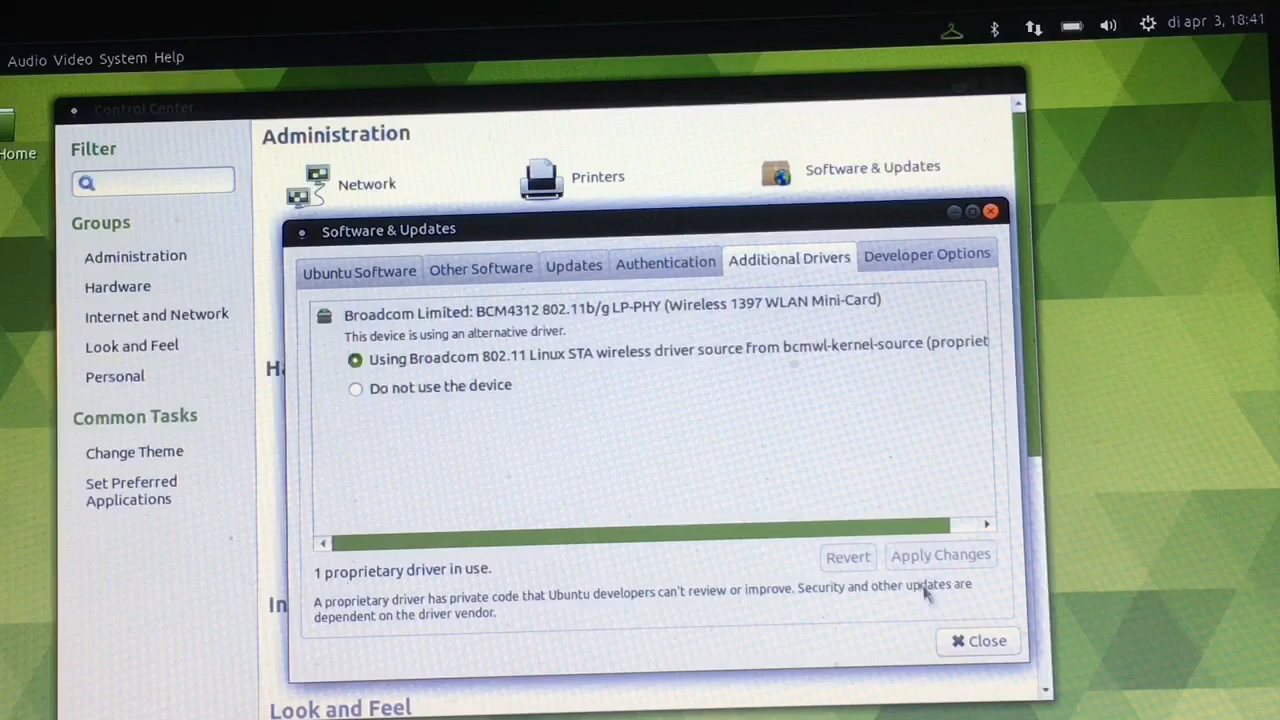 di apr 3, 18:41
Audio Video System Help
Home
Control Center
Filter
Groups
Administration
Hardware
Internet and Network
Look and Feel
Personal
Common Tasks
Change Theme
Set Preferred
Applications
Administration
Network
Printers
Software & Updates
Software & Updates
Ubuntu Software
Other Software
Updates
Authentication
Additional Drivers
Developer Options
Broadcom Limited: BCM4312 802.11b/g LP-PHY (Wireless 1397 WLAN Mini-Card)
This device is using an alternative driver.
Using Broadcom 802.11 Linux STA wireless driver source from bcmwl-kernel-source (propriet
Do not use the device
Revert
Apply Changes
1 proprietary driver in use.
A proprietary driver has private code that Ubuntu developers can't review or improve. Security and other updates are
dependent on the driver vendor.
Close
Ha
In
Look and Feel